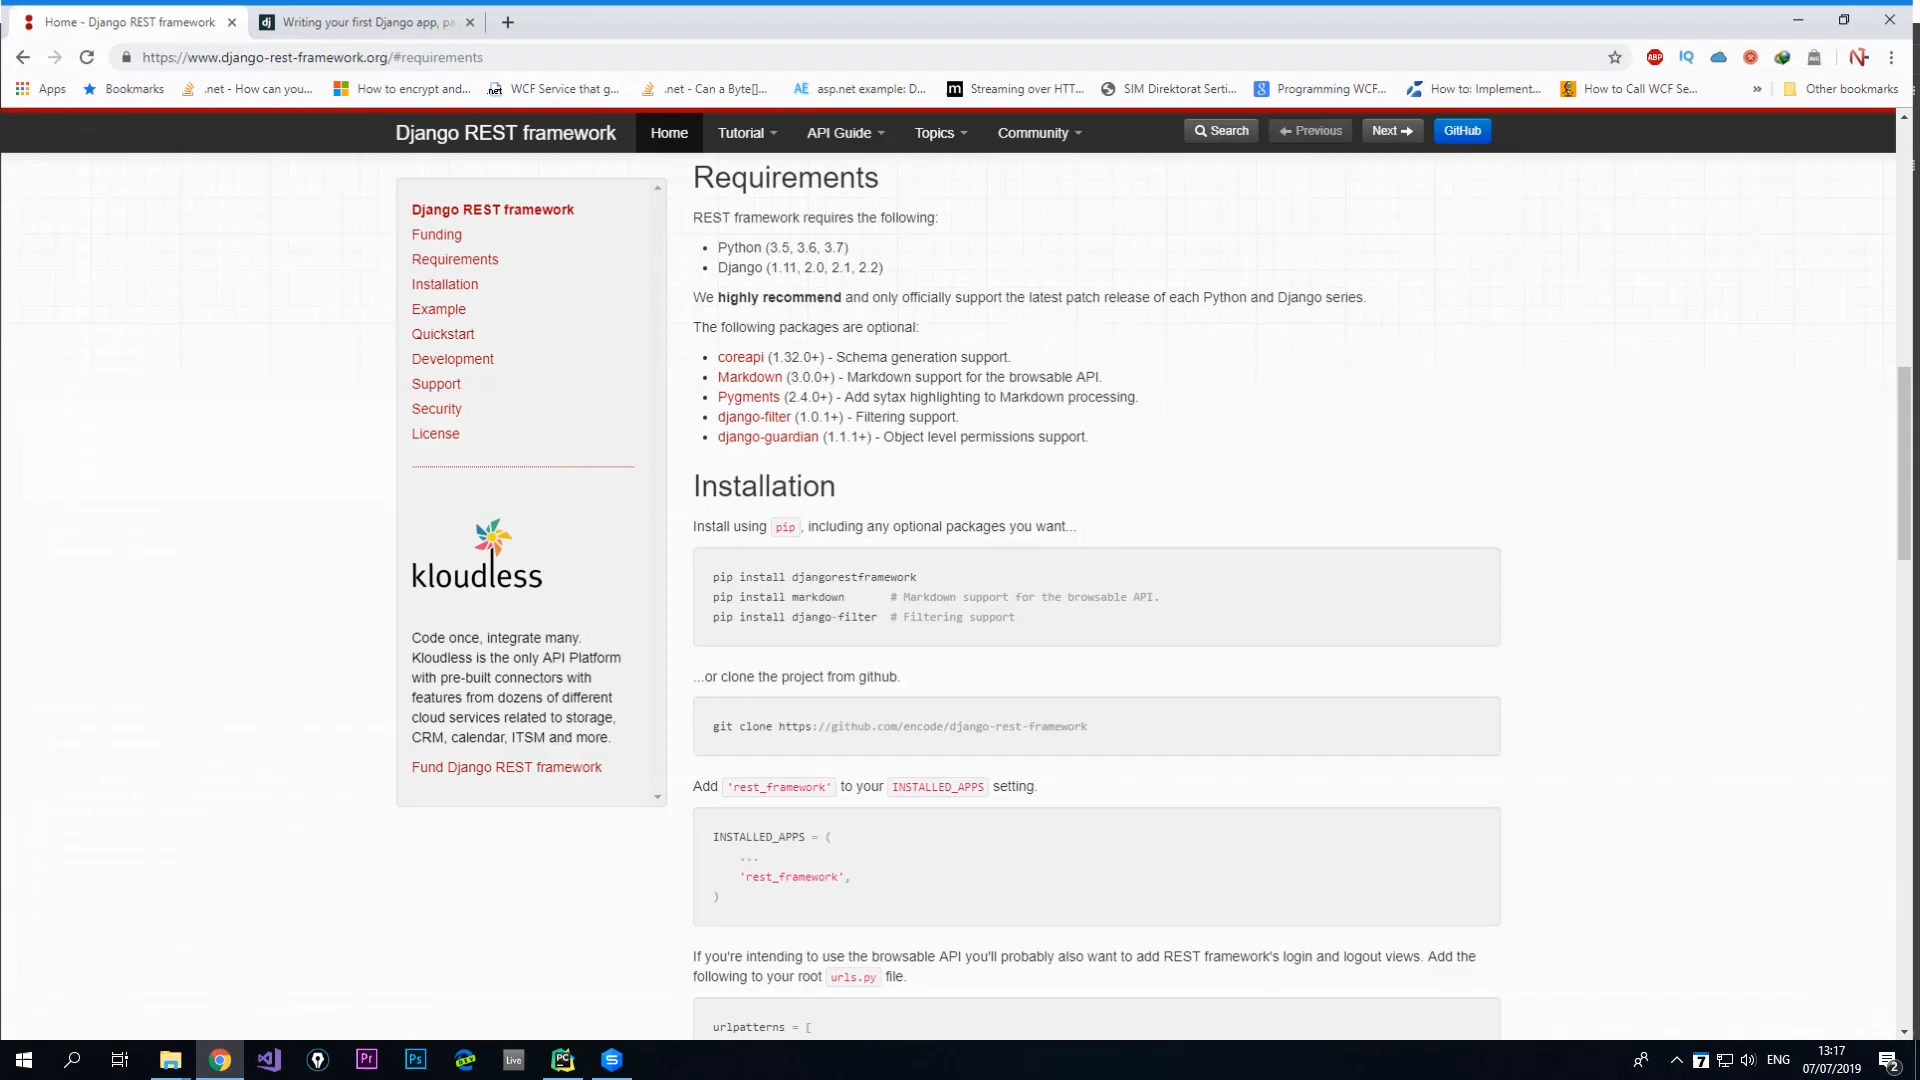 Home - Django REST framework
Writing your first Django app, pa
https://www.django-rest-framework.org/#requirements
Apps
Bookmarks
.net - How can you...
How to encrypt and...
WCF Service that g...
.net - Can a Byte[]...
asp.net example: D...
Streaming over HTT...
SIM Direktorat Serti...
Programming WCF...
How to: Implement...
How to Call WCF Se...
»
Other bookmarks
Django REST framework
Home
Tutorial
API Guide
Topics
Community
Search
Previous
Next
GitHub
Django REST framework
Funding
Requirements
Installation
Example
Quickstart
Development
Support
Security
License
kloudless
Code once, integrate many.
Kloudless is the only API Platform
with pre-built connectors with
features from dozens of different
cloud services related to storage,
CRM, calendar, ITSM and more.
Fund Django REST framework
Requirements
REST framework requires the following:
• Python (3.5, 3.6, 3.7)
• Django (1.11, 2.0, 2.1, 2.2)
We highly recommend and only officially support the latest patch release of each Python and Django series.
The following packages are optional:
• coreapi (1.32.0+) - Schema generation support.
• Markdown (3.0.0+) - Markdown support for the browsable API.
• Pygments (2.4.0+) - Add sytax highlighting to Markdown processing.
• django-filter (1.0.1+) - Filtering support.
• django-guardian (1.1.1+) - Object level permissions support.
Installation
Install using pip, including any optional packages you want...
pip install djangorestframework
pip install markdown # Markdown support for the browsable API.
pip install django-filter # Filtering support
...or clone the project from github.
git clone https://github.com/encode/django-rest-framework
Add 'rest_framework' to your INSTALLED_APPS setting.
INSTALLED_APPS = (
...
'rest_framework',
)
If you're intending to use the browsable API you'll probably also want to add REST framework's login and logout views. Add the
following to your root urls.py file.
urlpatterns = [
Pr
Ps
Live
PC
7
ENG
13:17
07/07/2019
2
ABP
IQ